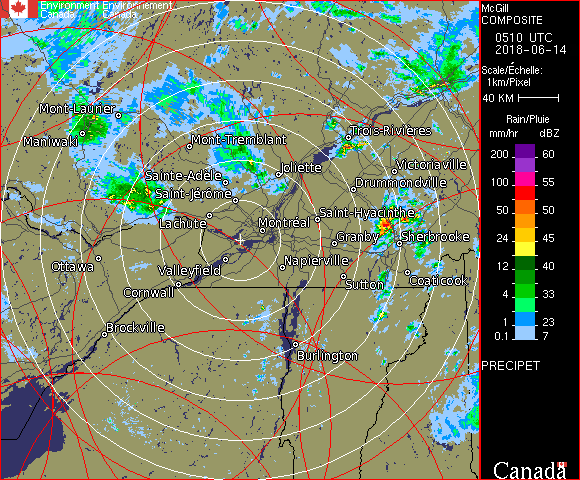 Environment Environnement
Canada Canada
Mont-Laurier
Maniwaki
Mont-Tremblant
Trois-Rivières
Sainte-Adèle
Joliette
Victoriaville
Saint-Jérôme
Drummondville
Lachute
Montréal
Saint-Hyacinthe
Granby
Sherbrooke
Ottawa
Valleyfield
Napierville
Cornwall
Sutton
Coaticook
Brockville
Burlington
McGill
COMPOSITE
0510 UTC
2018-06-14
Scale/Échelle:
1km/Pixel
40 KM
Rain/Pluie
mm/hr dBZ
200 60
150 57
100 55
50 50
24 45
12 40
4 33
1 23
0.1 7
PRECIPET
Canada